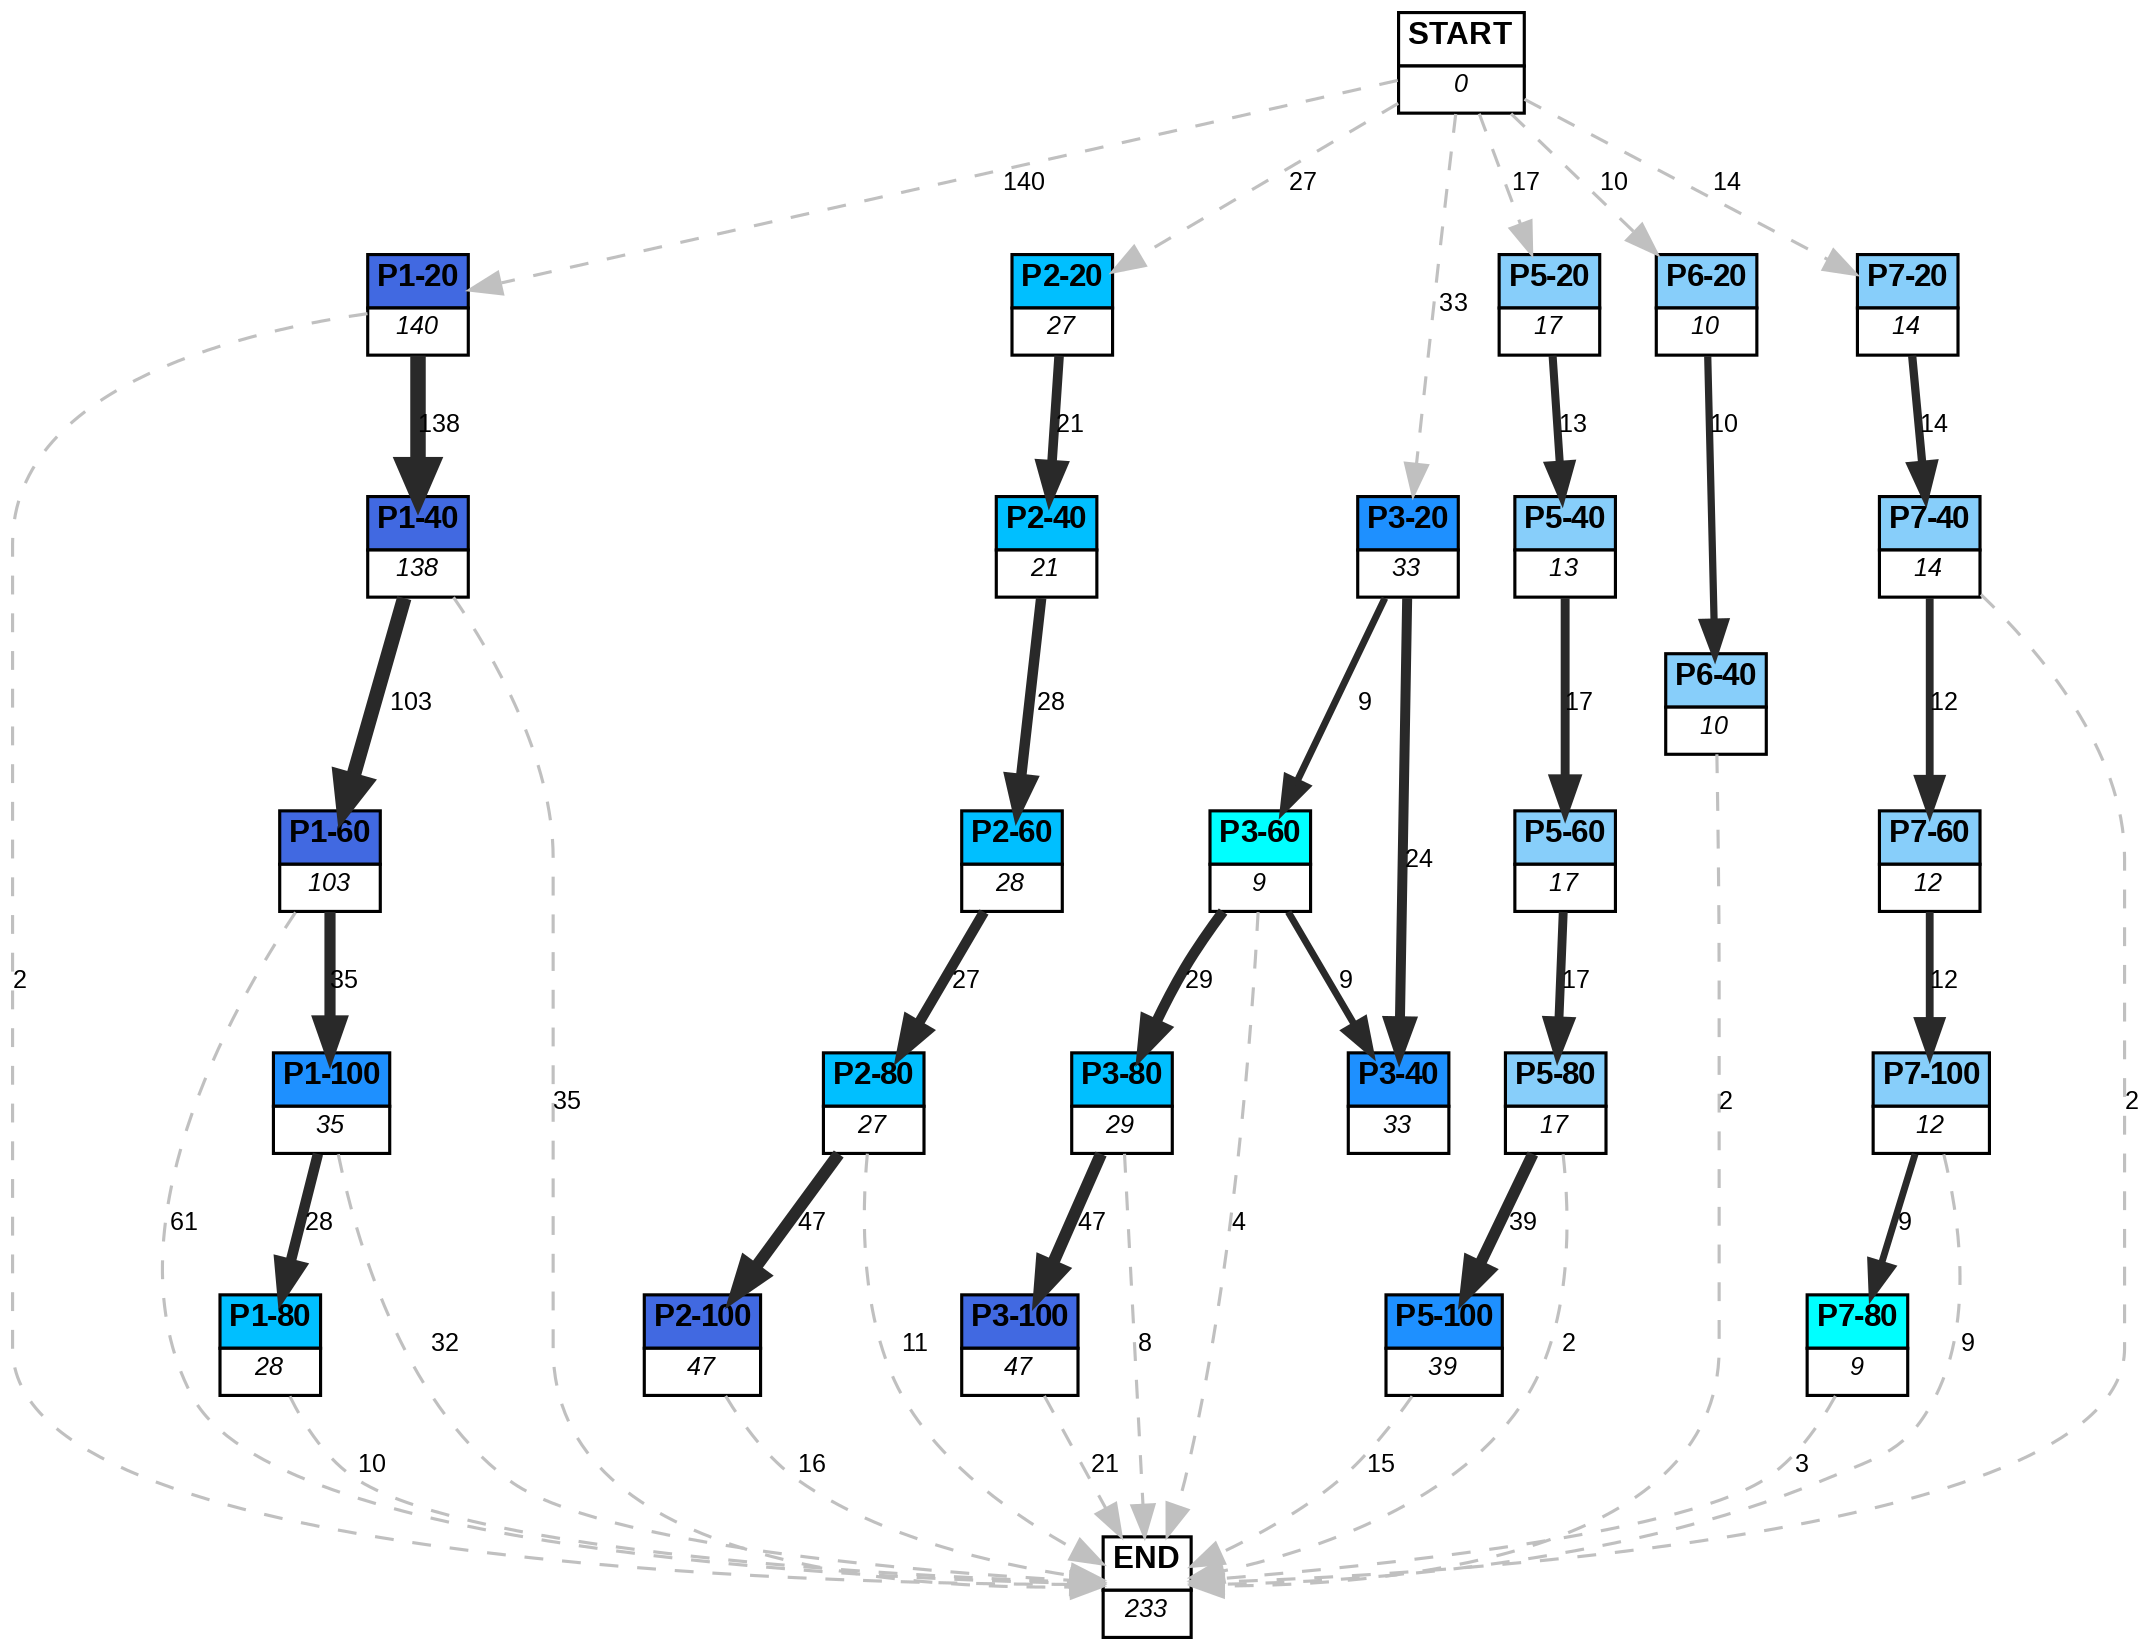 START
0
140
27
17
10
14
P1-20
140
P2-20
27
33
P5-20
17
P6-20
10
P7-20
14
138
21
13
10
14
P1-40
138
P2-40
21
P3-20
33
P5-40
13
P7-40
14
P6-40
10
103
28
9
17
12
P1-60
103
P2-60
28
P3-60
9
24
P5-60
17
P7-60
12
2
35
27
29
9
17
12
P1-100
35
35
P2-80
27
P3-80
29
P3-40
33
P5-80
17
2
P7-100
12
2
61
28
47
47
4
39
9
P1-80
28
32
P2-100
47
11
P3-100
47
8
P5-100
39
2
P7-80
9
9
10
16
21
15
3
END
233